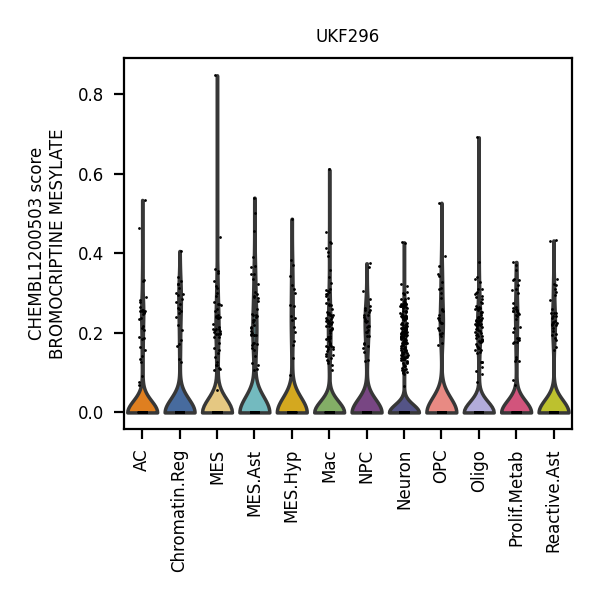 UKF296
CHEMBL1200503 score
BROMOCRIPTINE MESYLATE
0.8
0.6
0.4
0.2
0.0
AC
Chromatin.Reg
MES
MES.Ast
MES.Hyp
Mac
NPC
Neuron
OPC
Oligo
Prolif.Metab
Reactive.Ast